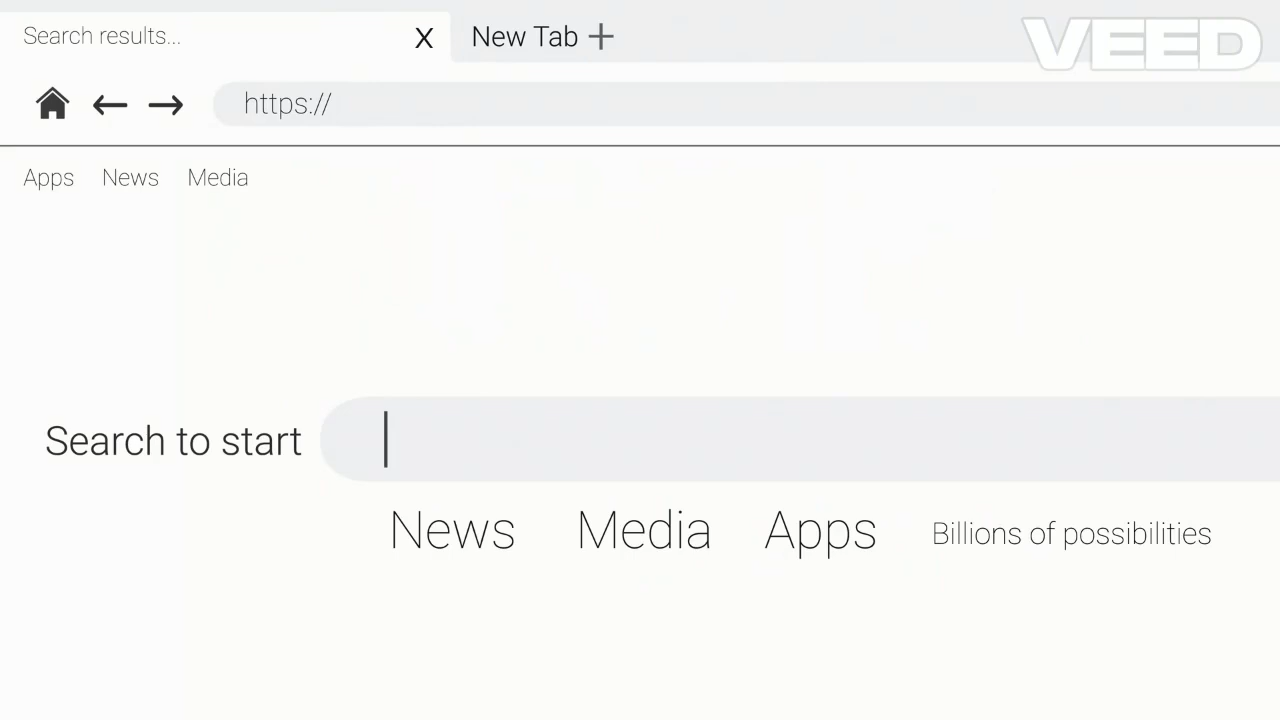 Search results... X New Tab +
VEED
https://
Apps News Media
Search to start
News Media Apps Billions of possibilities